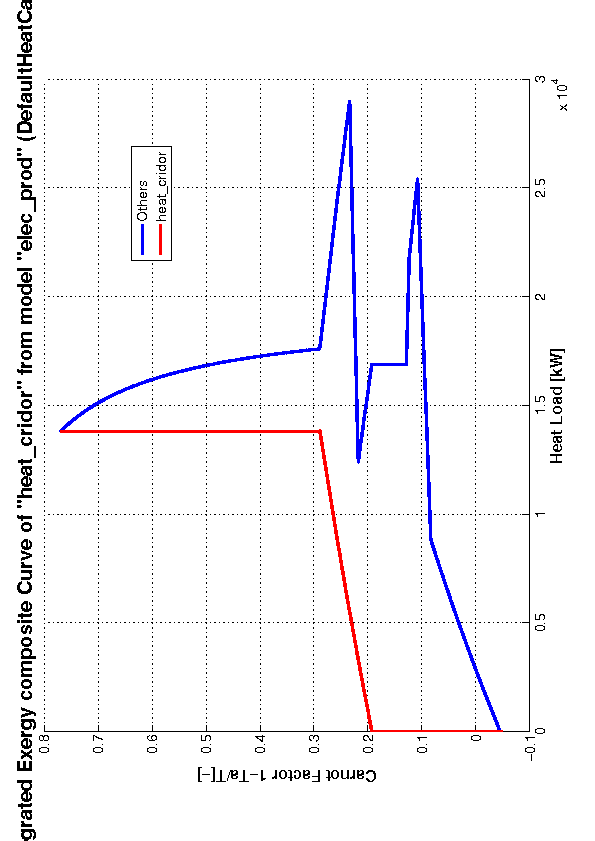 grated Exergy composite Curve of "heat_cridor" from model "elec_prod" (DefaultHeatCa
Others
heat_cridor
0.8
0.7
0.6
0.5
0.4
0.3
0.2
0.1
0
−0.1
Carnot Factor 1−Ta/T[−]
0
0.5
1
1.5
2
2.5
3
x 10⁴
Heat Load [kW]